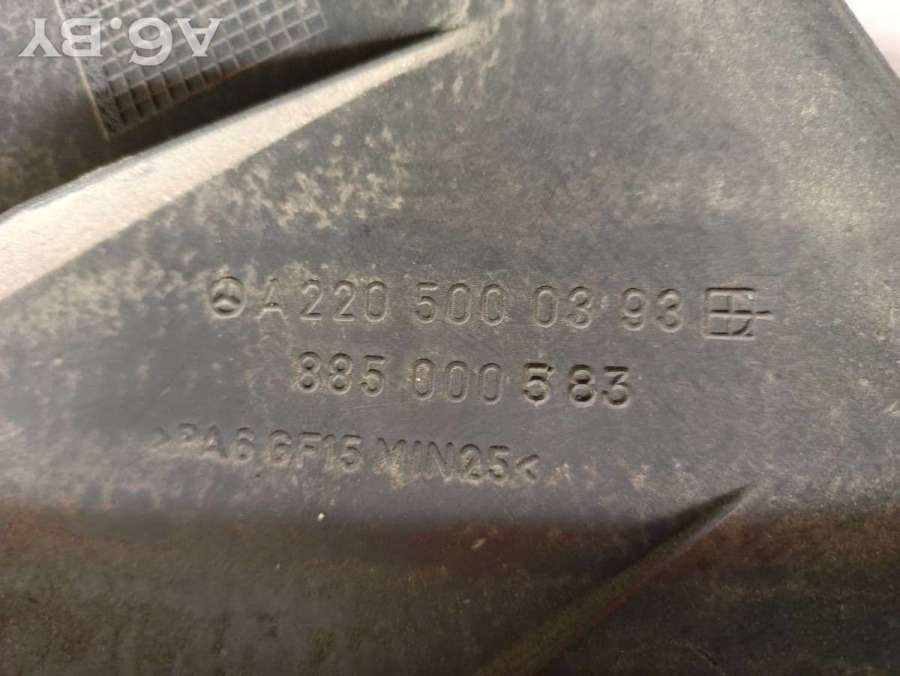 A6.BY
A 220 500 03 93
885 000 583
>PA6 GF15 MIN25<